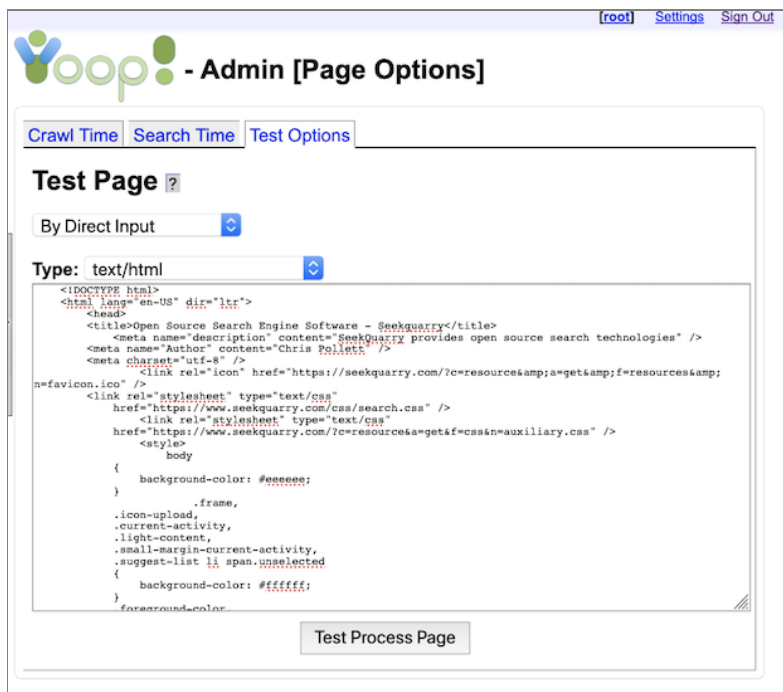 [root] Settings Sign Out
Yoop! - Admin [Page Options]
Crawl Time Search Time Test Options
Test Page ?
By Direct Input
Type: text/html
<!DOCTYPE html>
<html lang="en-US" dir="ltr">
<head>
<title>Open Source Search Engine Software - Seekquarry</title>
<meta name="description" content="SeekQuarry provides open source search technologies" />
<meta name="Author" content="Chris Pollett" />
<meta charset="utf-8" />
<link rel="icon" href="https://seekquarry.com/?c=resource&amp;a=get&amp;f=resources&amp;
n=favicon.ico" />
<link rel="stylesheet" type="text/css"
href="https://www.seekquarry.com/css/search.css" />
<link rel="stylesheet" type="text/css"
href="https://www.seekquarry.com/?c=resource&a=get&f=css&n=auxiliary.css" />
<style>
body
{
background-color: #eeeeee;
}
.frame,
.icon-upload,
.current-activity,
.light-content,
.small-margin-current-activity,
.suggest-list li span.unselected
{
background-color: #ffffff;
}
.foreground-color,
Test Process Page